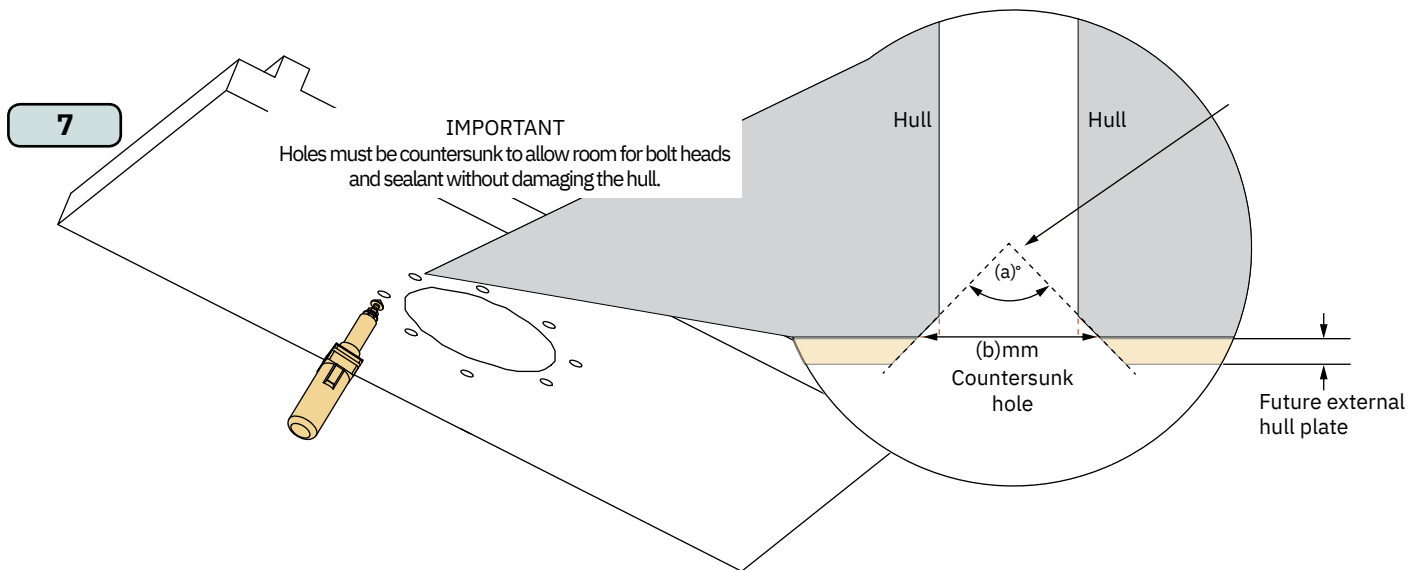 7
IMPORTANT
Holes must be countersunk to allow room for bolt heads
and sealant without damaging the hull.
Hull
Hull
(a)°
(b)mm
Countersunk
hole
Future external
hull plate